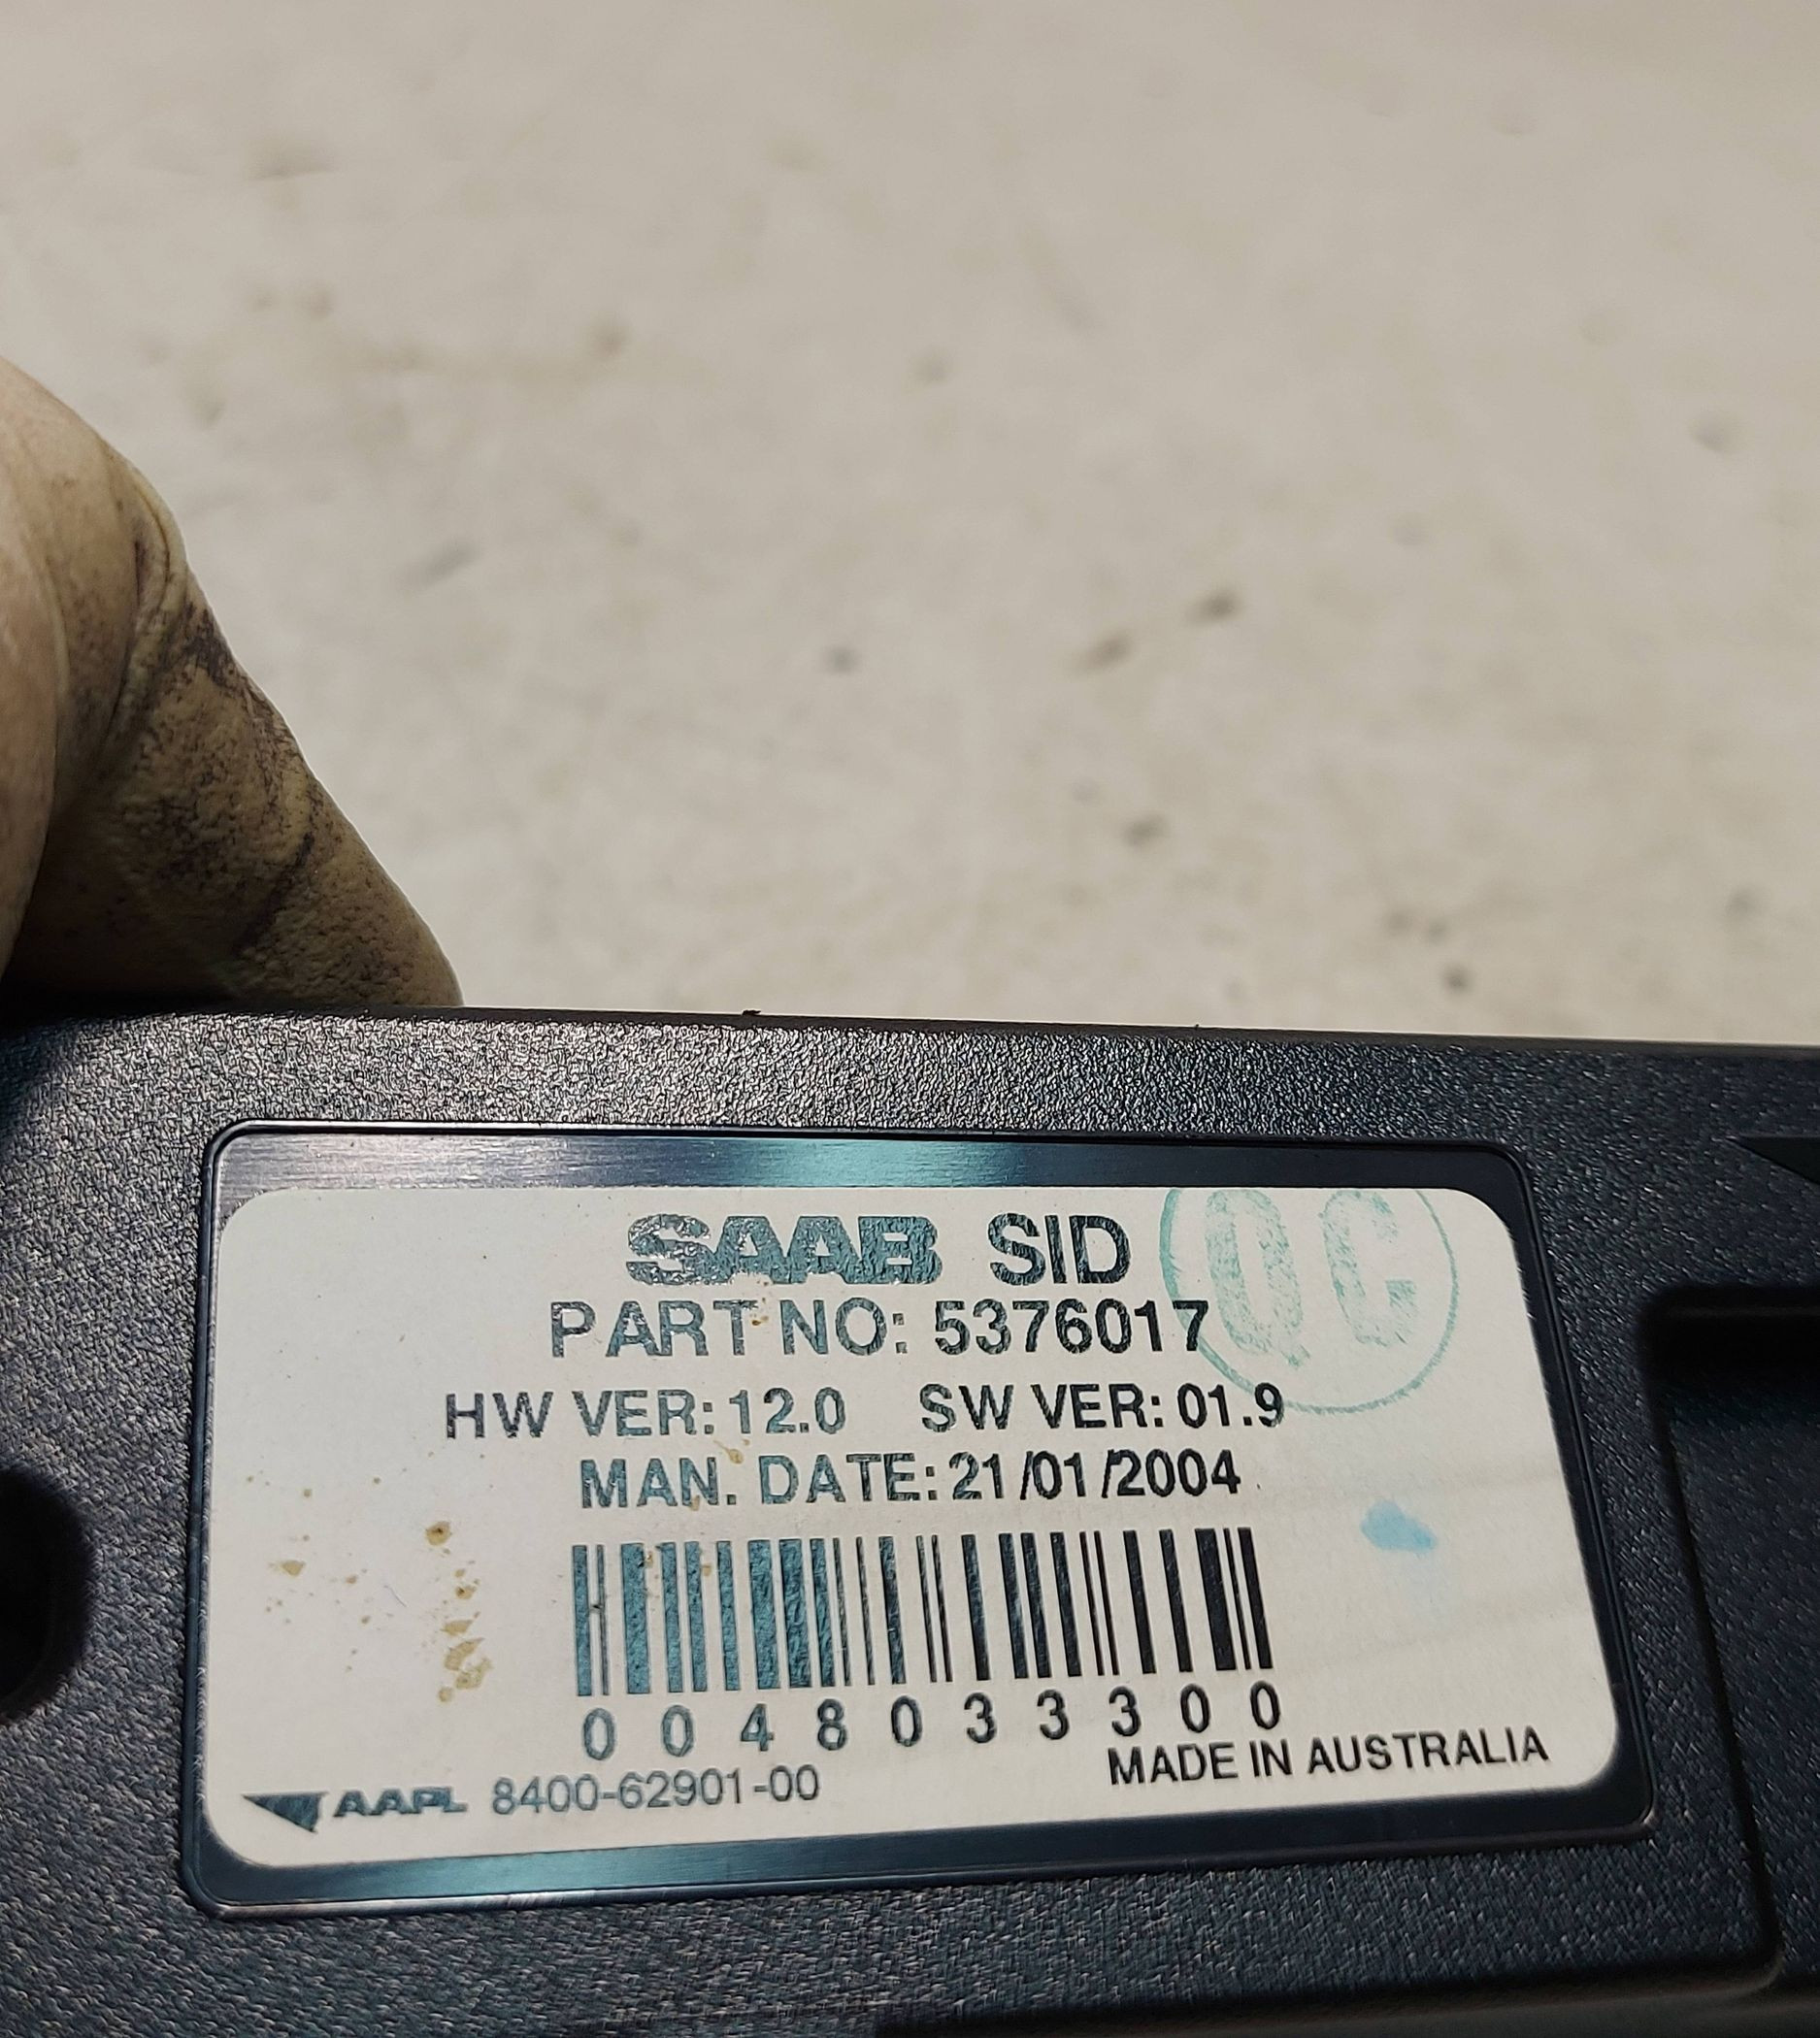 SAAB SID
QC
PART NO: 5376017
HW VER: 12.0 SW VER: 01.9
MAN. DATE: 21/01/2004
0048033300
MADE IN AUSTRALIA
AAPL 8400-62901-00